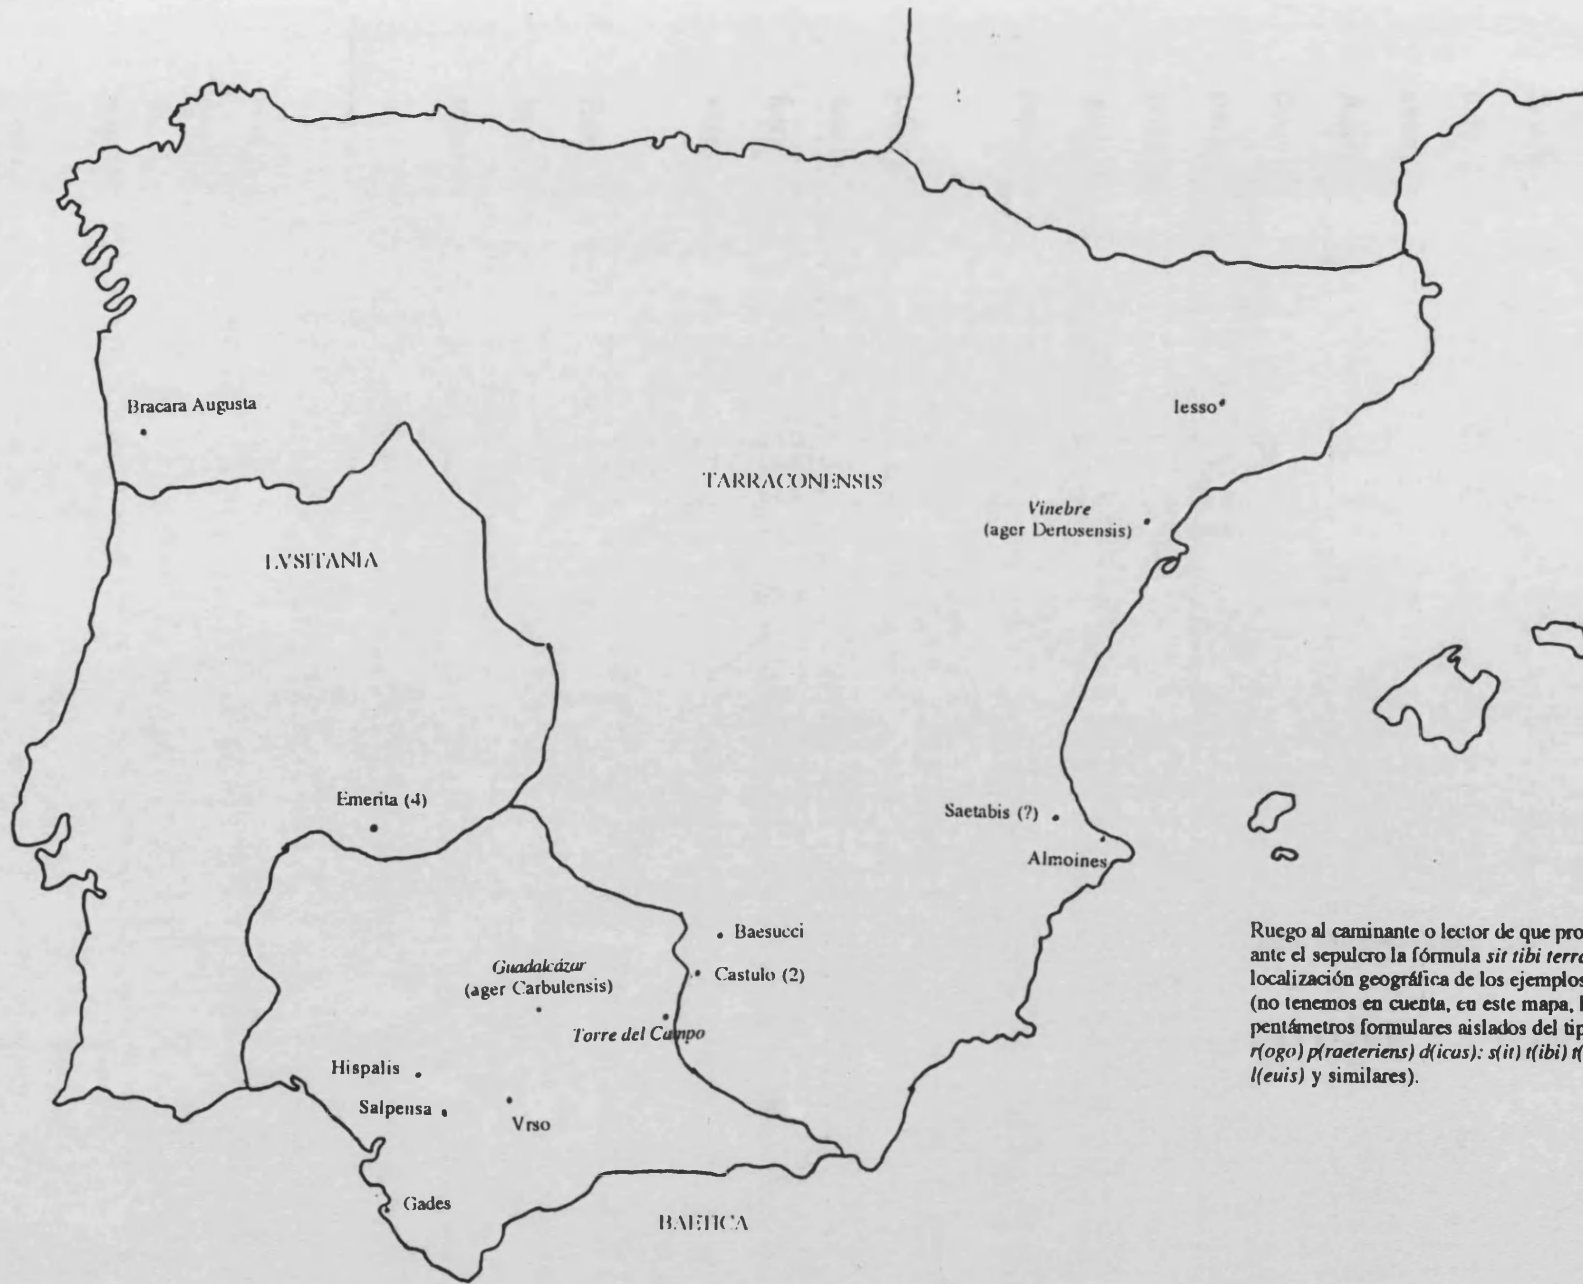 Bracara Augusta
Iesso
TARRACONENSIS
Vinebre
(ager Dertosensis)
LVSITANIA
Emerita (4)
Saetabis (?)
Almoines
Baesucci
Guadalcázar
(ager Carbulensis)
Castulo (2)
Torre del Campo
Hispalis
Salpensa
Vrso
Gades
BAETICA
Ruego al caminante o lector de que pro
ante el sepulcro la fórmula sit tibi terra
localización geográfica de los ejemplos
(no tenemos en cuenta, en este mapa, l
pentámetros formulares aislados del tip
r(ogo) p(raeteriens) d(icas): s(it) t(ibi) t(
l(euis) y similares).